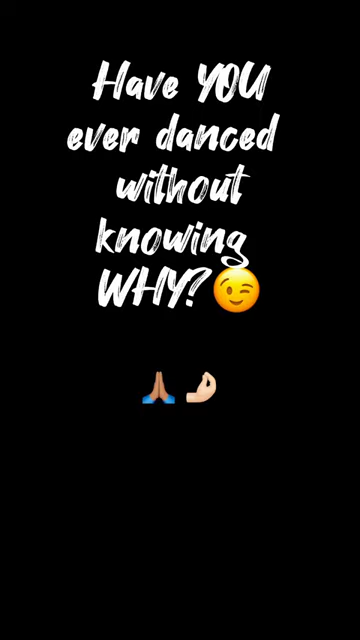 Have YOU
ever danced
without
knowing
WHY?😉
🙏🏽🤌🏻